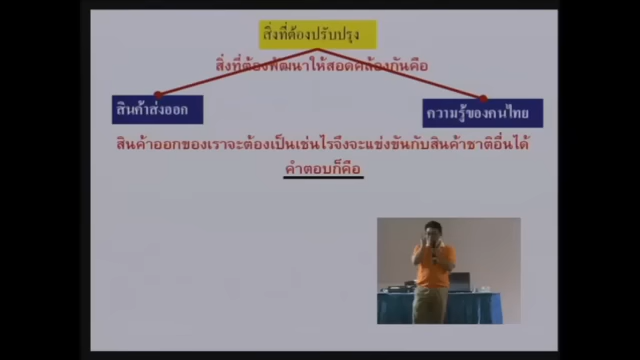 สิ่งที่ต้องปรับปรุง
สิ่งที่ต้องพัฒนาให้สอดคล้องกันคือ
สินค้าส่งออก
ความรู้ของคนไทย
สินค้าออกของเราจะต้องเป็นเช่นไรจึงจะแข่งขันกับสินค้าชาติอื่นได้
คำตอบก็คือ